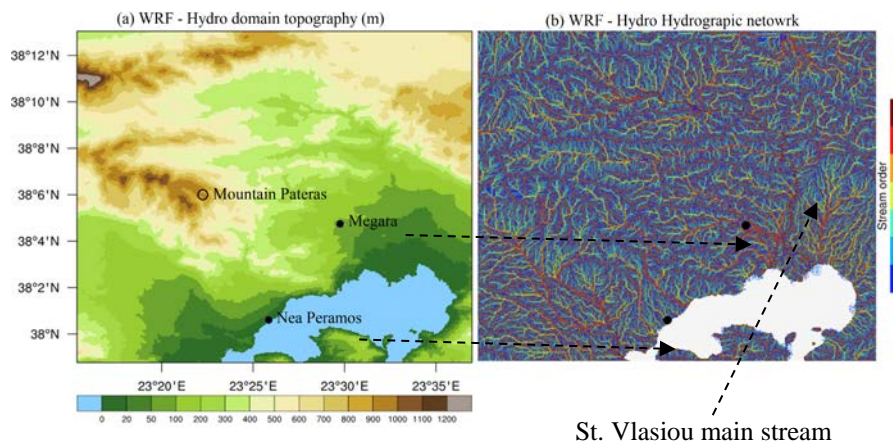 (a) WRF - Hydro domain topography (m)
(b) WRF - Hydro Hydrograpic netowrk
38°12'N
38°10'N
38°8'N
38°6'N
38°4'N
38°2'N
38°N
Mountain Pateras
Megara
Nea Peramos
Stream order
23°20'E
23°26'E
23°30'E
23°35'E
0 20 50 100 200 300 400 500 600 700 800 900 1000 1100 1200
St. Vlasiou main stream